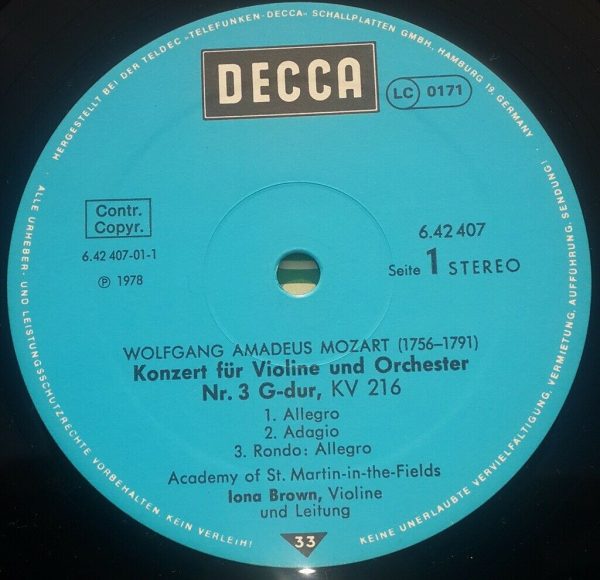 HERGESTELLT BEI DER TELDEC »TELEFUNKEN-DECCA« SCHALLPLATTEN GMBH., HAMBURG 19, GERMANY ·
DECCA
LC 0171
Contr.
Copyr.
6.42 407-01-1
Ⓟ 1978
6.42 407
Seite 1 STEREO
WOLFGANG AMADEUS MOZART (1756–1791)
Konzert für Violine und Orchester
Nr. 3 G-dur, KV 216
1. Allegro
2. Adagio
3. Rondo: Allegro
Academy of St. Martin-in-the-Fields
Iona Brown, Violine
und Leitung
33
ALLE URHEBER- UND LEISTUNGSSCHUTZRECHTE VORBEHALTEN. KEIN VERLEIH!
KEINE UNERLAUBTE VERVIELFÄLTIGUNG, VERMIETUNG, AUFFÜHRUNG, SENDUNG!